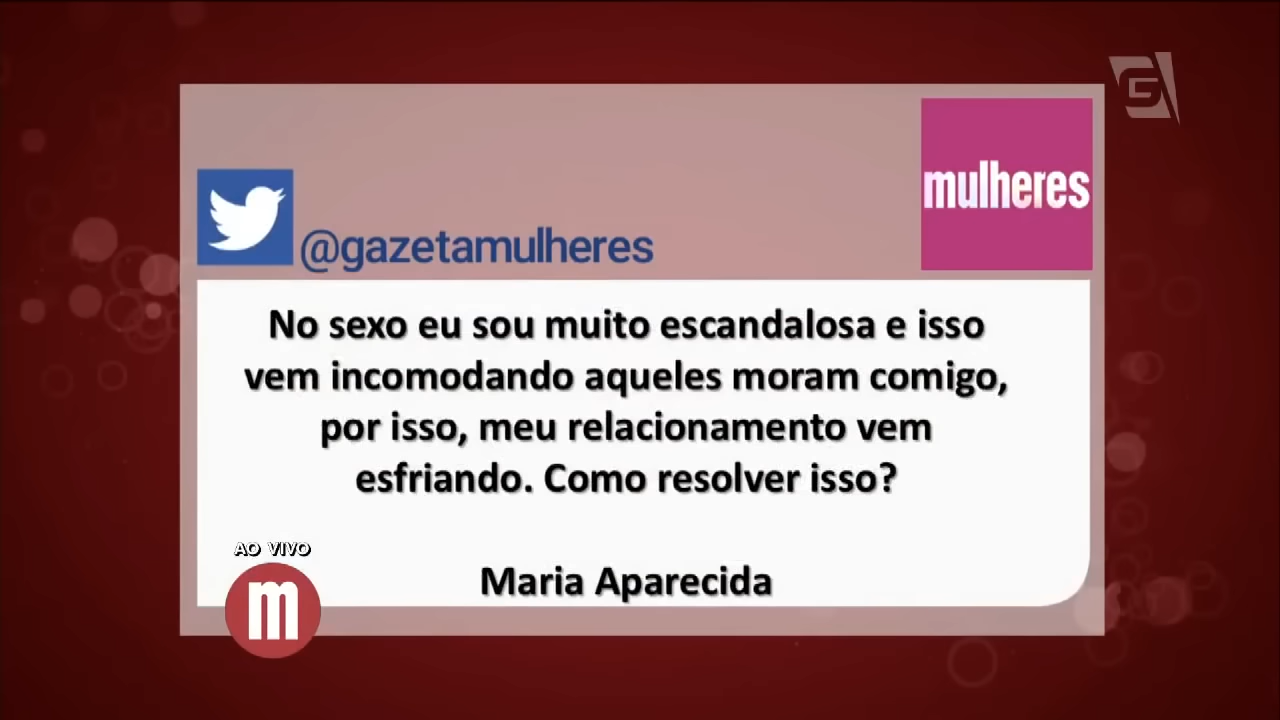 mulheres
@gazetamulheres
No sexo eu sou muito escandalosa e isso
vem incomodando aqueles moram comigo,
por isso, meu relacionamento vem
esfriando. Como resolver isso?
Maria Aparecida
AO VIVO
m
G